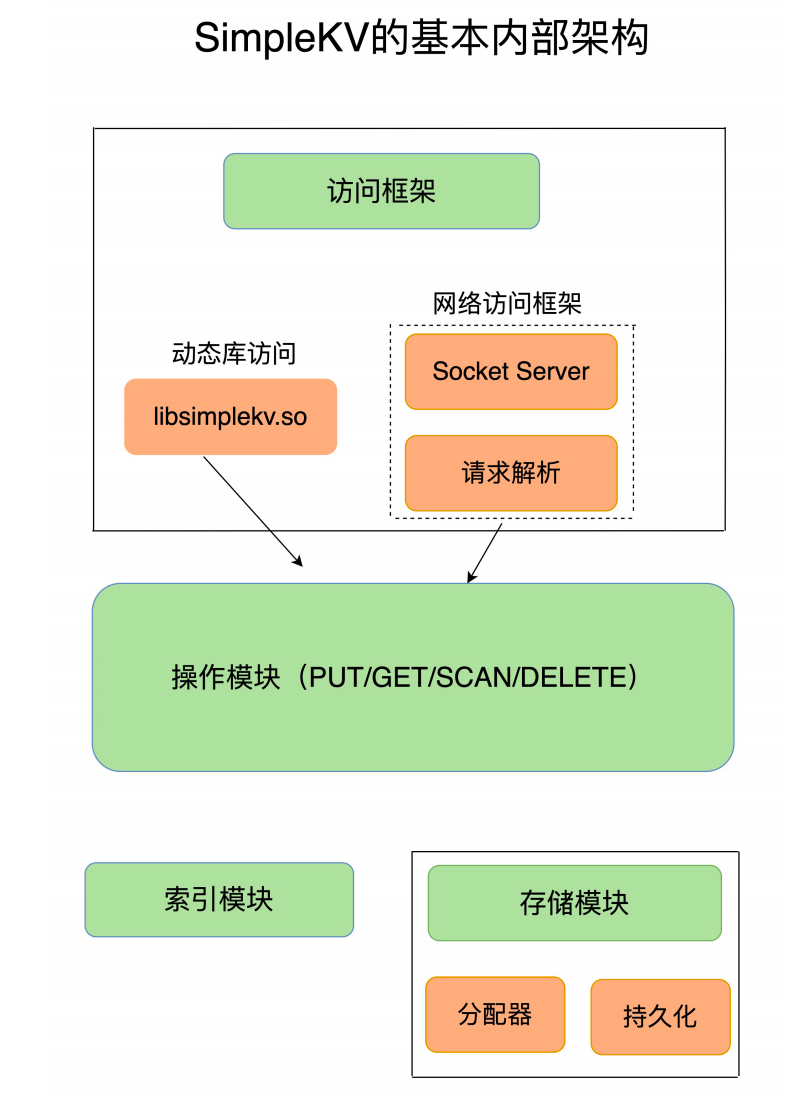 SimpleKV的基本内部架构
访问框架
网络访问框架
动态库访问
Socket Server
libsimplekv.so
请求解析
操作模块（PUT/GET/SCAN/DELETE）
索引模块
存储模块
分配器
持久化